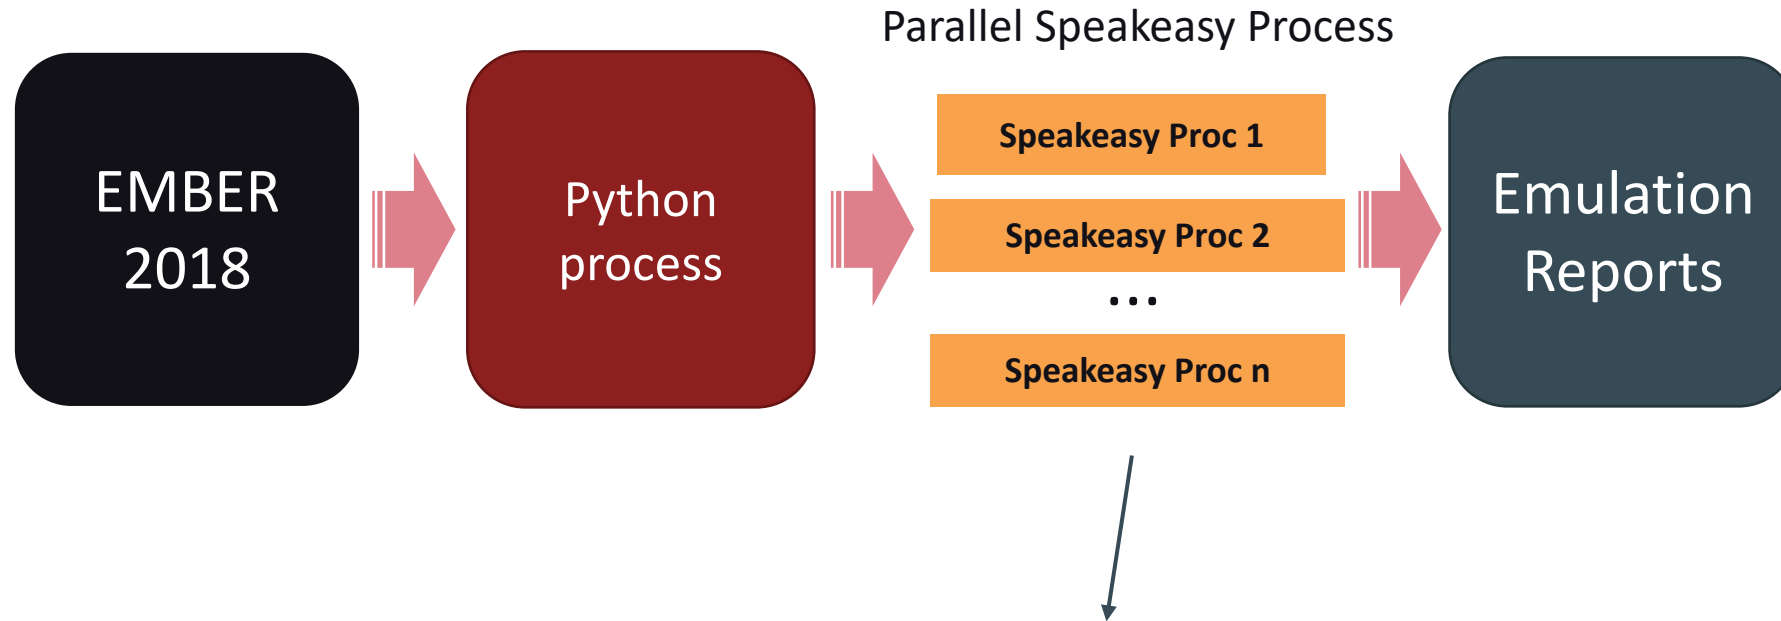 Parallel Speakeasy Process
EMBER
2018
Python
process
Speakeasy Proc 1
Speakeasy Proc 2
...
Speakeasy Proc n
Emulation
Reports